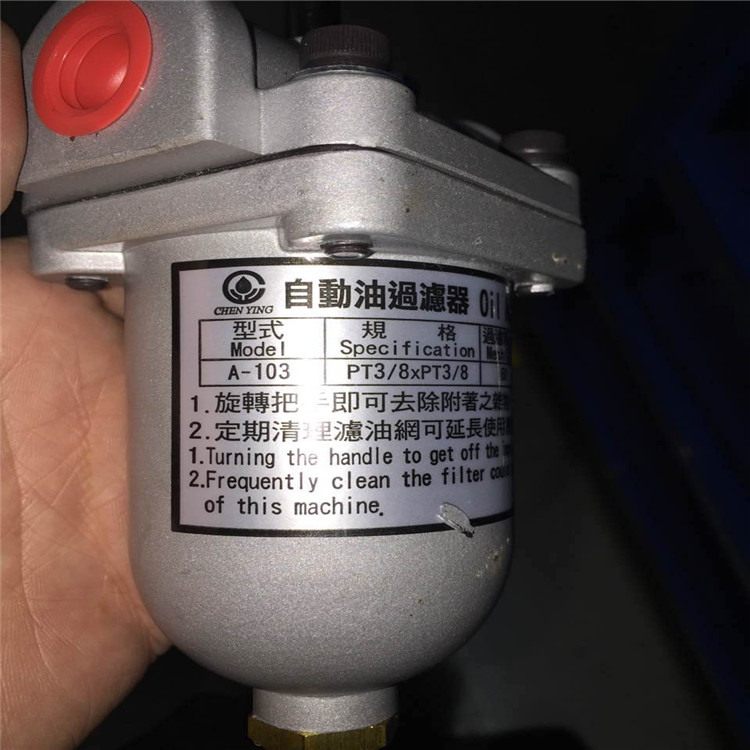 CHEN YING
自動油過濾器 Oil
型式 規 格
Model Specification
A-103 PT3/8xPT3/8
1.旋轉把手即可去除附著之
2.定期清理濾油網可延長使用
1.Turning the handle to get off the
2.Frequently clean the filter
of this machine.